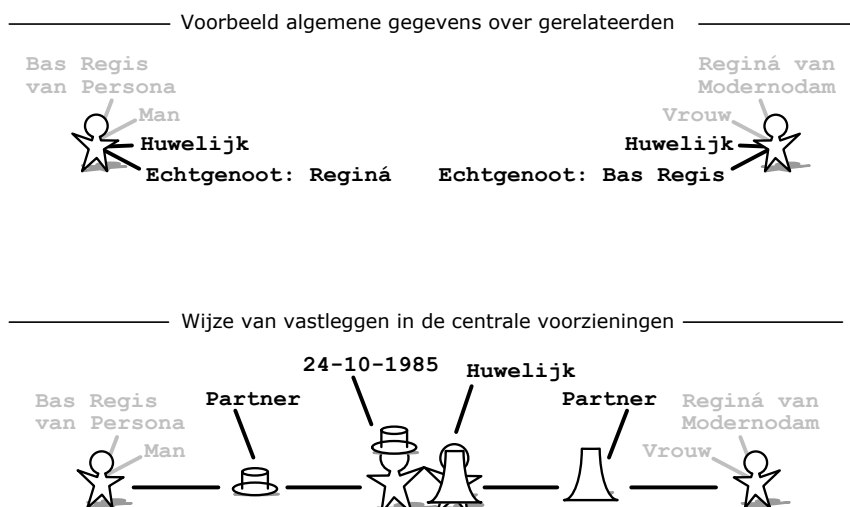 Voorbeeld algemene gegevens over gerelateerden
Bas Regis
van Persona
Man
Huwelijk
Echtgenoot: Reginá
Reginá van
Modernodam
Vrouw
Huwelijk
Echtgenoot: Bas Regis
Wijze van vastleggen in de centrale voorzieningen
24-10-1985
Huwelijk
Bas Regis
van Persona
Man
Partner
Partner
Reginá van
Modernodam
Vrouw